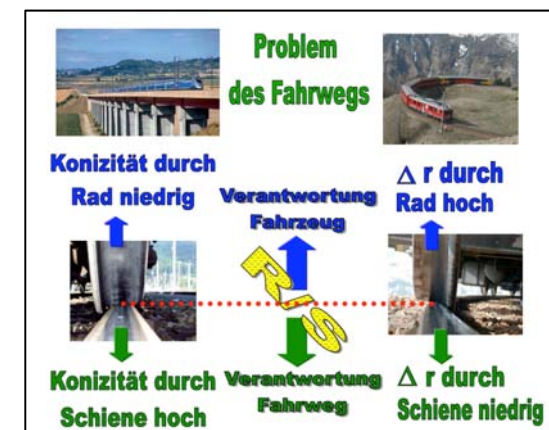 Problem
des Fahrwegs
Konizität durch
Rad niedrig
Verantwortung
Fahrzeug
Δ r durch
Rad hoch
R/S
Konizität durch
Schiene hoch
Verantwortung
Fahrweg
Δ r durch
Schiene niedrig